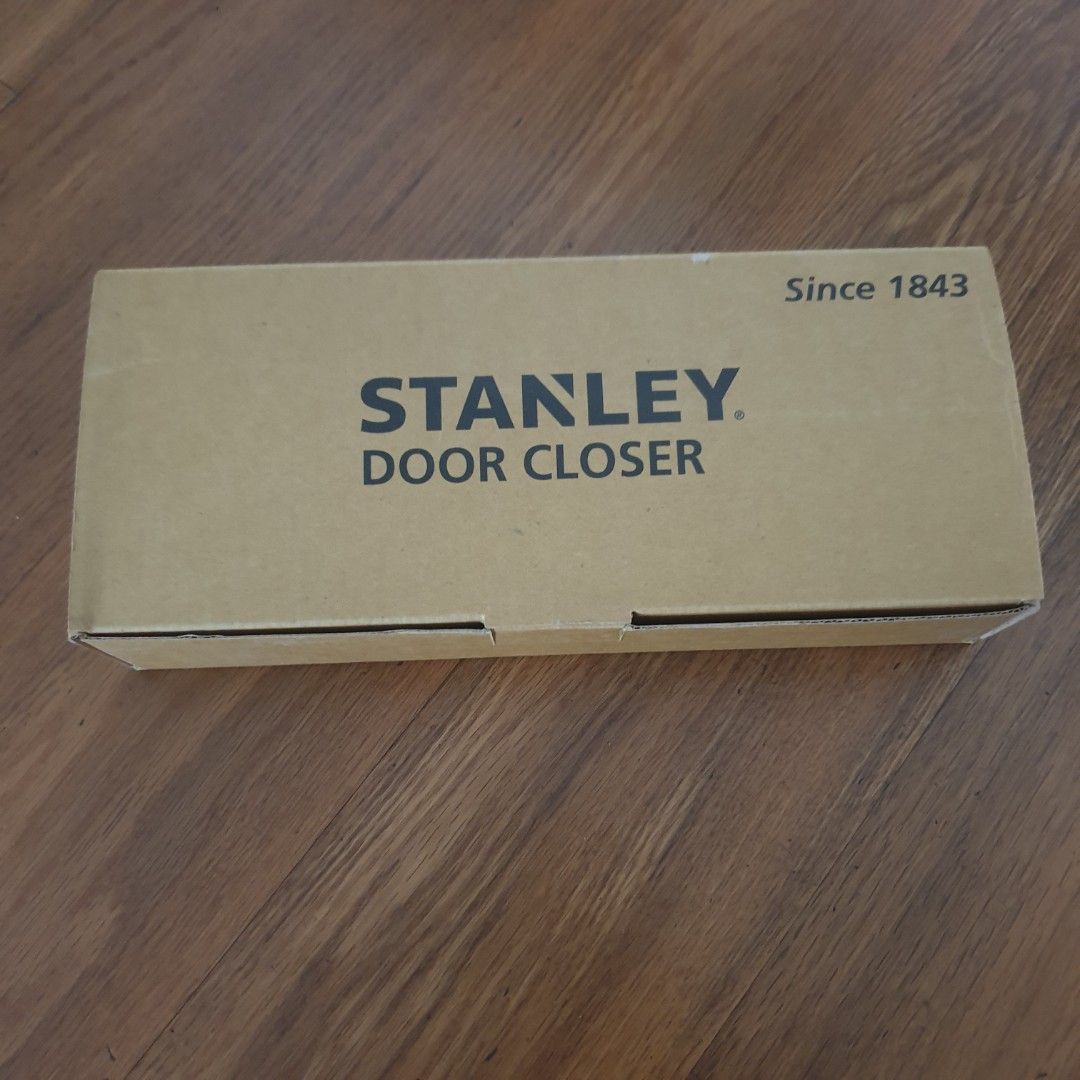 Since 1843
STANLEY®
DOOR CLOSER